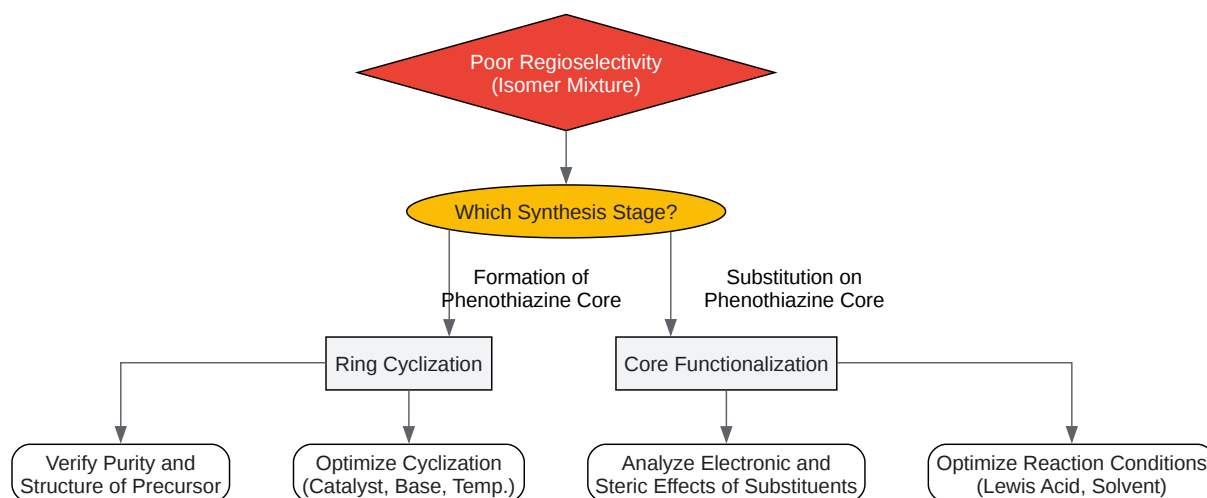 Poor Regioselectivity
(Isomer Mixture)
Which Synthesis Stage?
Formation of
Phenothiazine Core
Substitution on
Phenothiazine Core
Ring Cyclization
Core Functionalization
Verify Purity and
Structure of Precursor
Optimize Cyclization
(Catalyst, Base, Temp.)
Analyze Electronic and
Steric Effects of Substituents
Optimize Reaction Conditions
(Lewis Acid, Solvent)